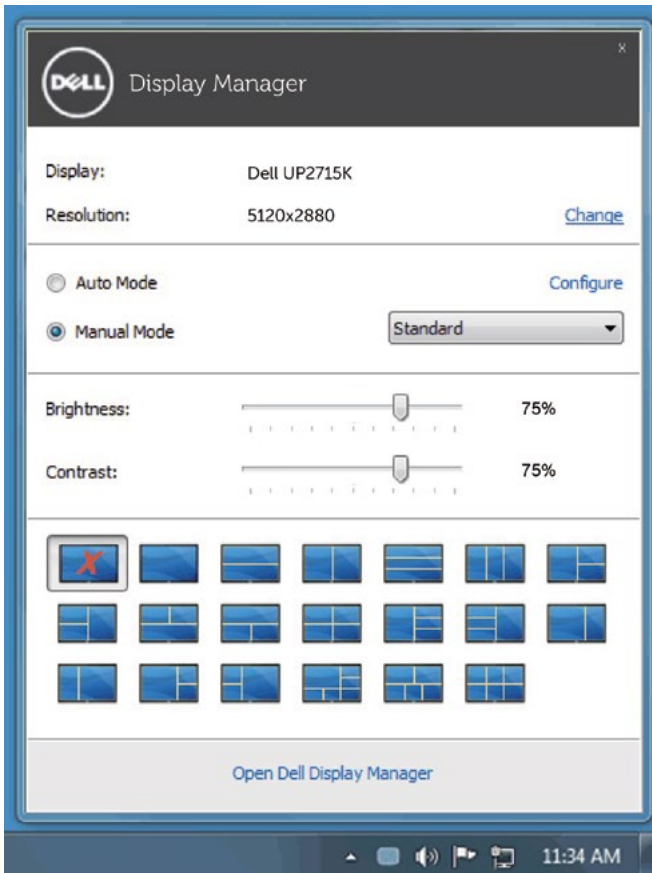 x
DELL Display Manager
Display: Dell UP2715K
Resolution: 5120x2880 Change
Auto Mode Configure
Manual Mode Standard
Brightness: 75%
Contrast: 75%
X
Open Dell Display Manager
11:34 AM